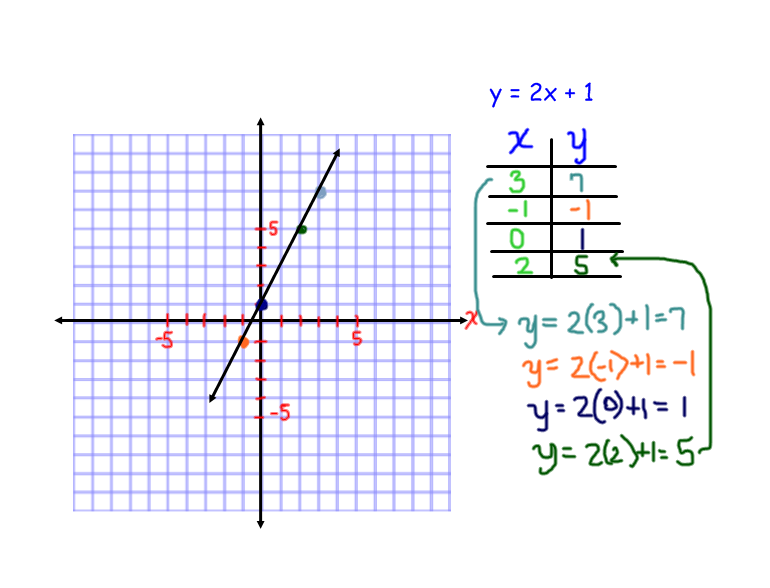 y = 2x + 1
x y
3 7
-1 -1
0 1
2 5
5
-5 5 x
-5
y = 2(3)+1=7
y = 2(-1)+1 = -1
y = 2(0)+1 = 1
y = 2(2)+1= 5